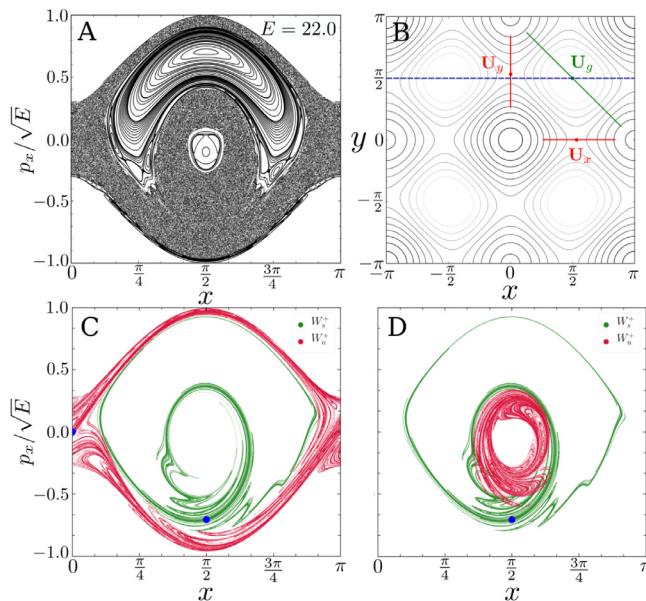 A
E = 22.0
p_x/√E
1.0
0.5
0.0
−0.5
−1.0
0
π/4
π/2
3π/4
π
x
B
y
π
π/2
0
−π/2
−π
U_y
U_g
U_x
−π
−π/2
0
π/2
π
x
C
W_s^+
W_u^+
p_x/√E
1.0
0.5
0.0
−0.5
−1.0
0
π/4
π/2
3π/4
π
x
D
W_s^+
W_u^+
0
π/4
π/2
3π/4
π
x